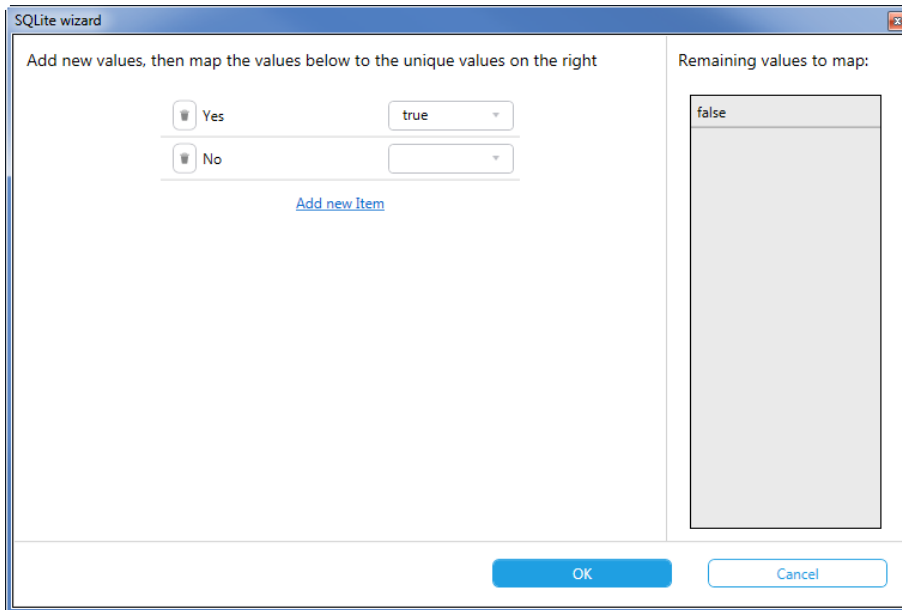 SQLite wizard
Add new values, then map the values below to the unique values on the right
Remaining values to map:
Yes true
No
false
Add new Item
OK Cancel